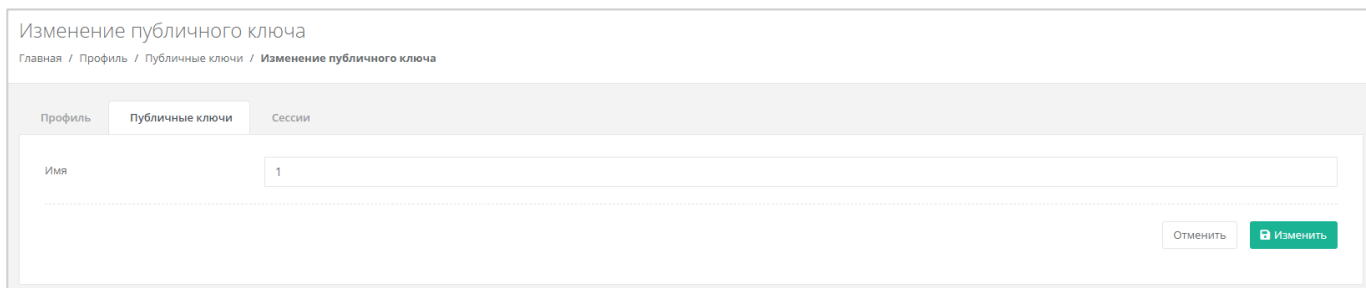 Изменение публичного ключа
Главная / Профиль / Публичные ключи / Изменение публичного ключа
Профиль Публичные ключи Сессии
Имя 1
Отменить Изменить